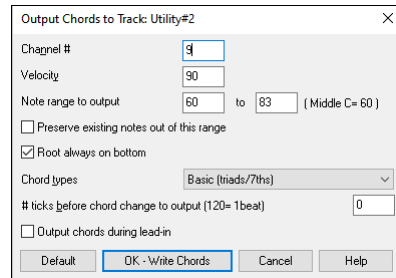 Output Chords to Track: Utility#2
Channel # 9
Velocity 90
Note range to output 60 to 83 ( Middle C= 60 )
Preserve existing notes out of this range
Root always on bottom
Chord types Basic (triads/7ths)
# ticks before chord change to output (120= 1beat) 0
Output chords during lead-in
Default OK - Write Chords Cancel Help